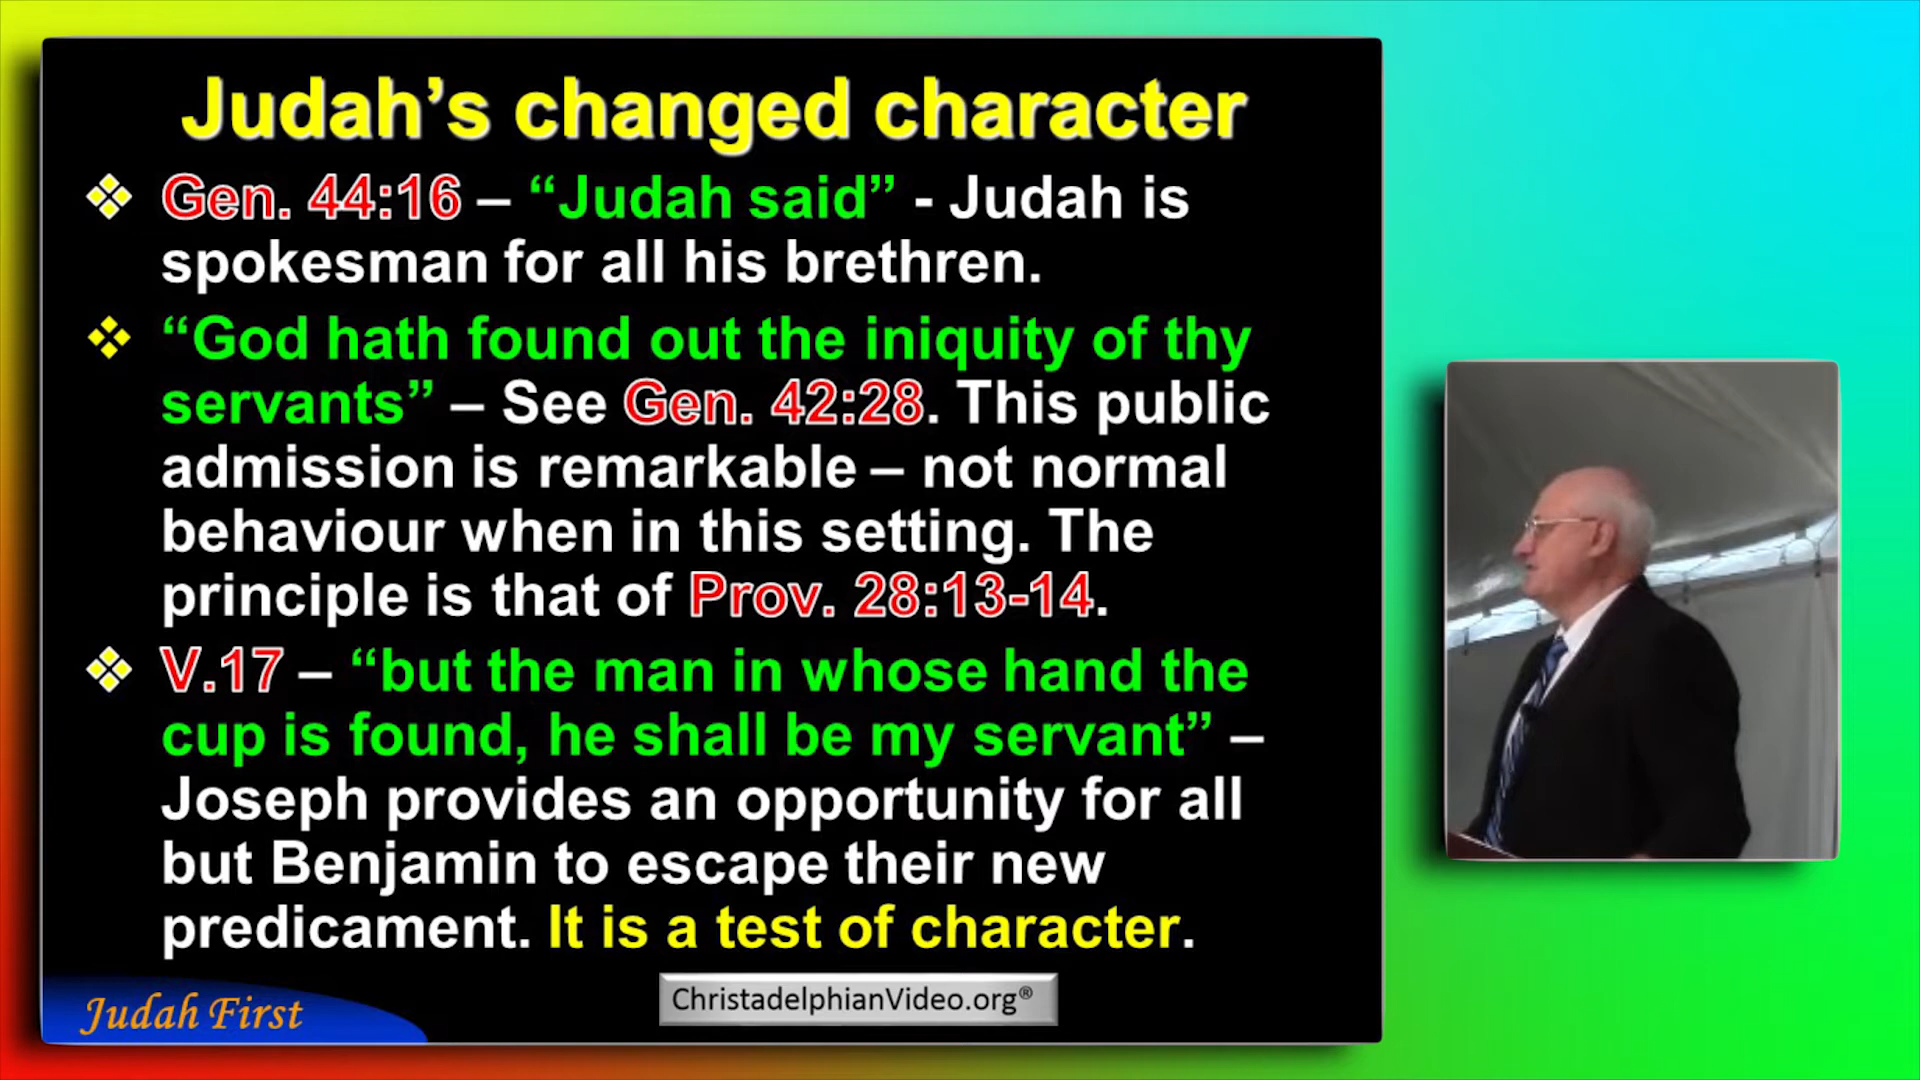 Judah’s changed character
Gen. 44:16 – “Judah said” - Judah is
spokesman for all his brethren.
“God hath found out the iniquity of thy
servants” – See Gen. 42:28. This public
admission is remarkable – not normal
behaviour when in this setting. The
principle is that of Prov. 28:13-14.
V.17 – “but the man in whose hand the
cup is found, he shall be my servant” –
Joseph provides an opportunity for all
but Benjamin to escape their new
predicament. It is a test of character.
Judah First
ChristadelphianVideo.org®